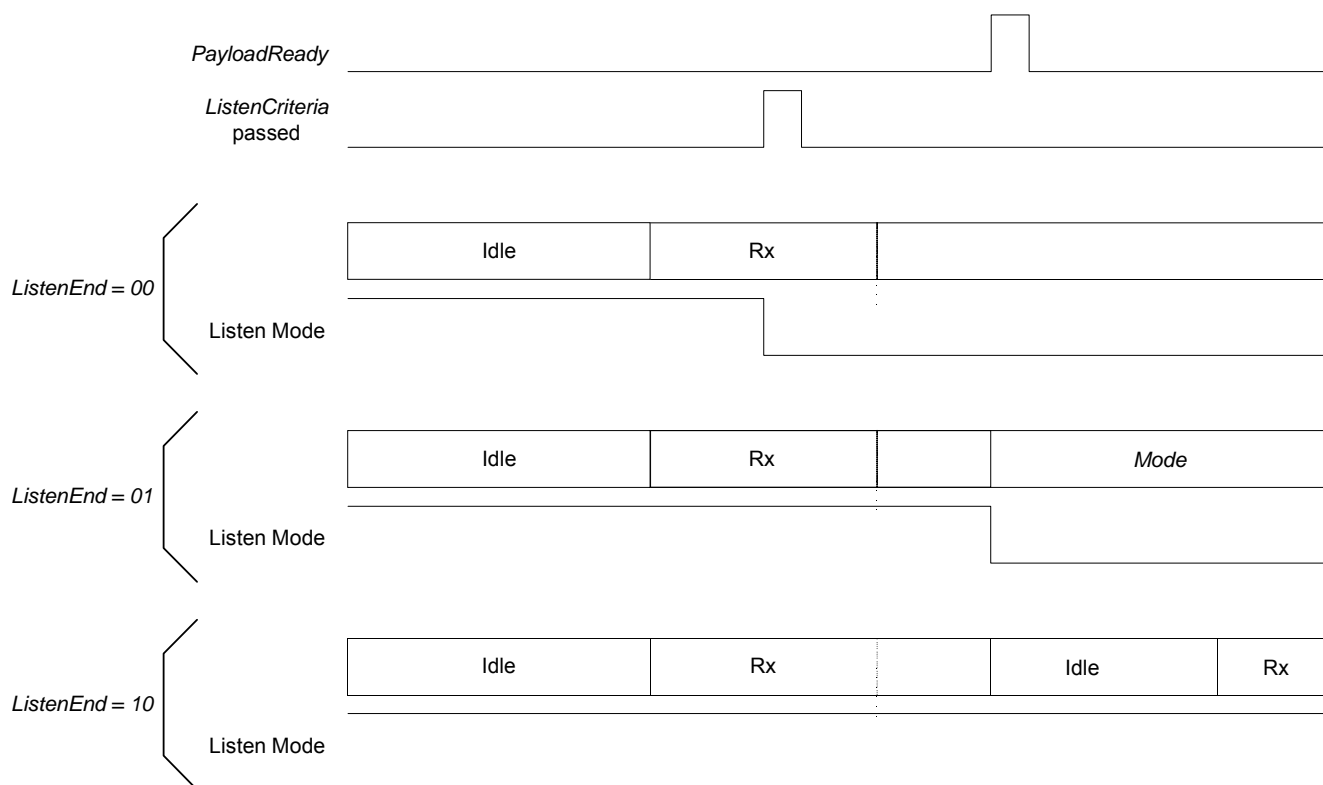 PayloadReady
ListenCriteria
passed
Idle
Rx
ListenEnd = 00
Listen Mode
Idle
Rx
Mode
ListenEnd = 01
Listen Mode
Idle
Rx
Idle
Rx
ListenEnd = 10
Listen Mode